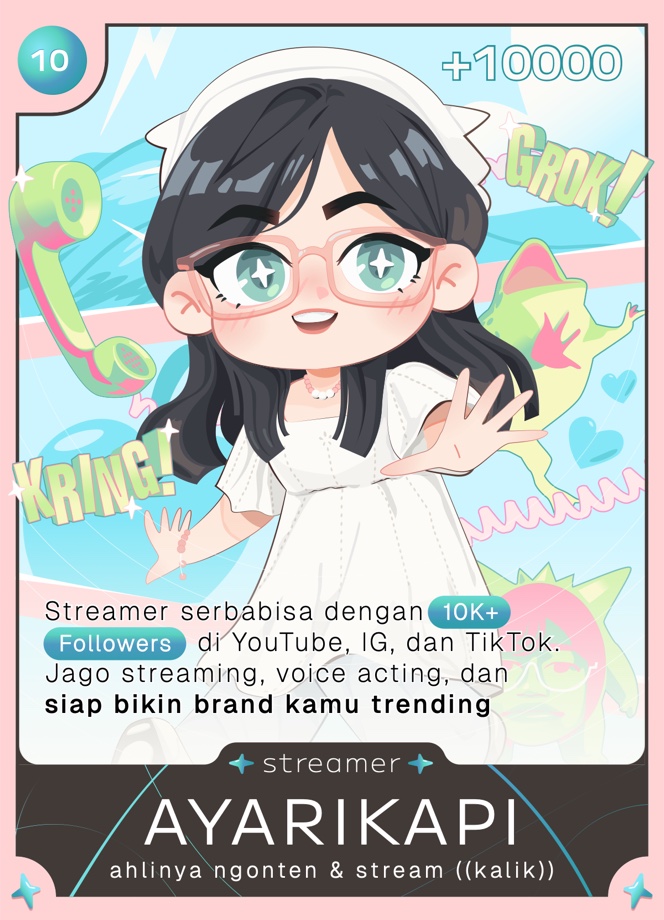 10
+10000
GROK!
KRING!
Streamer serbabisa dengan 10K+
Followers di YouTube, IG, dan TikTok.
Jago streaming, voice acting, dan
siap bikin brand kamu trending
streamer
AYARIKAPI
ahlinya ngonten & stream ((kalik))